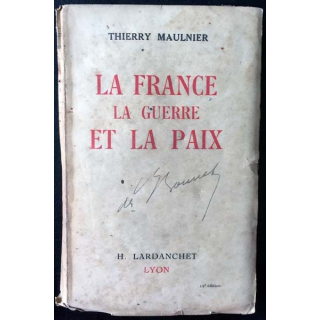 THIERRY MAULNIER
LA FRANCE
LA GUERRE
ET LA PAIX
H. LARDANCHET
LYON